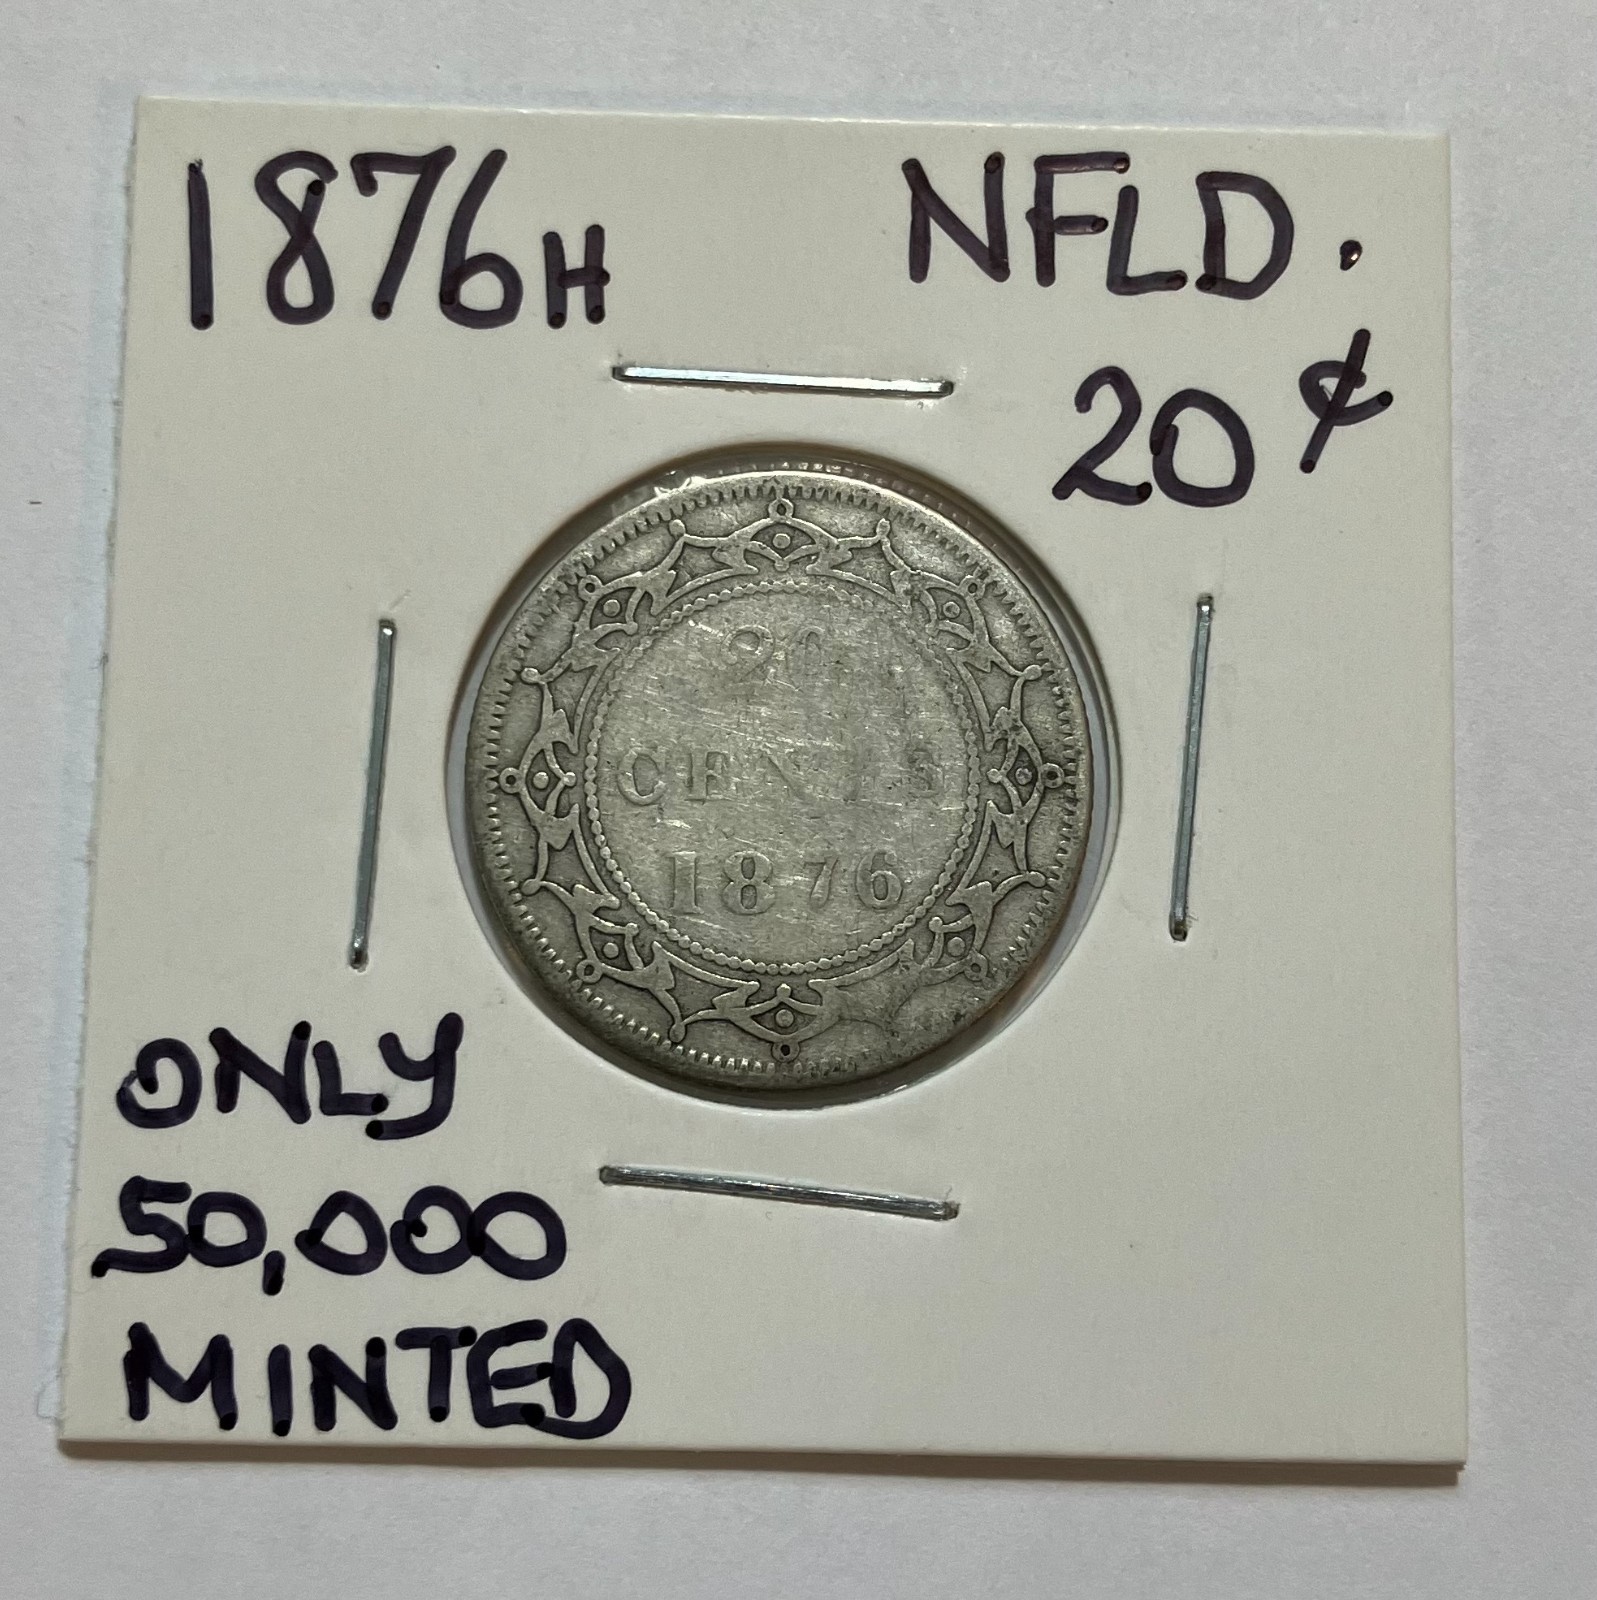 1876H NFLD.
20¢
20
CENTS
1876
ONLY
50,000
MINTED